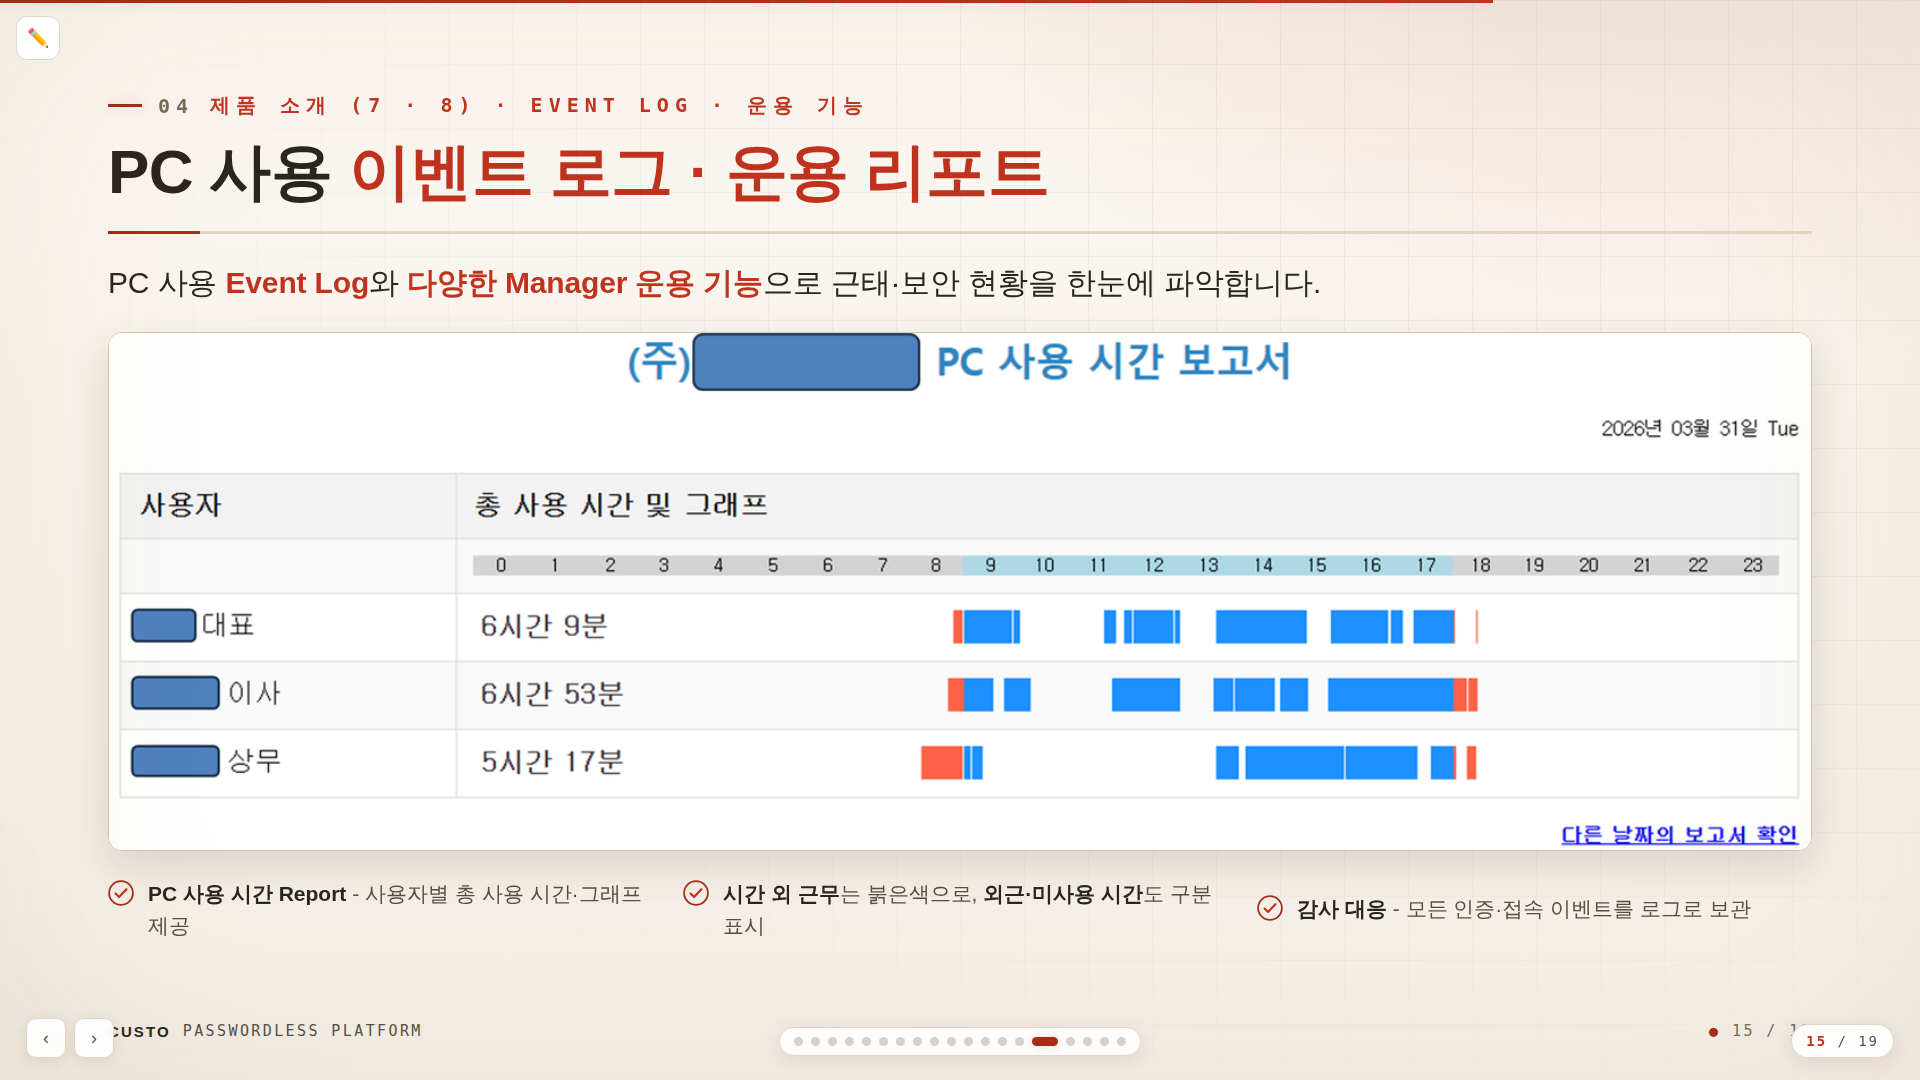 04 제품 소개 (7 · 8) · EVENT LOG · 운용 기능
PC 사용 이벤트 로그 · 운용 리포트
PC 사용 Event Log와 다양한 Manager 운용 기능으로 근태·보안 현황을 한눈에 파악합니다.
(주) PC 사용 시간 보고서
2026년 03월 31일 Tue
사용자 총 사용 시간 및 그래프
0 1 2 3 4 5 6 7 8 9 10 11 12 13 14 15 16 17 18 19 20 21 22 23
대표 6시간 9분
이사 6시간 53분
상무 5시간 17분
다른 날짜의 보고서 확인
PC 사용 시간 Report - 사용자별 총 사용 시간·그래프
제공
시간 외 근무는 붉은색으로, 외근·미사용 시간도 구분
표시
감사 대응 - 모든 인증·접속 이벤트를 로그로 보관
‹ › CUSTO PASSWORDLESS PLATFORM
15 /
15 / 19